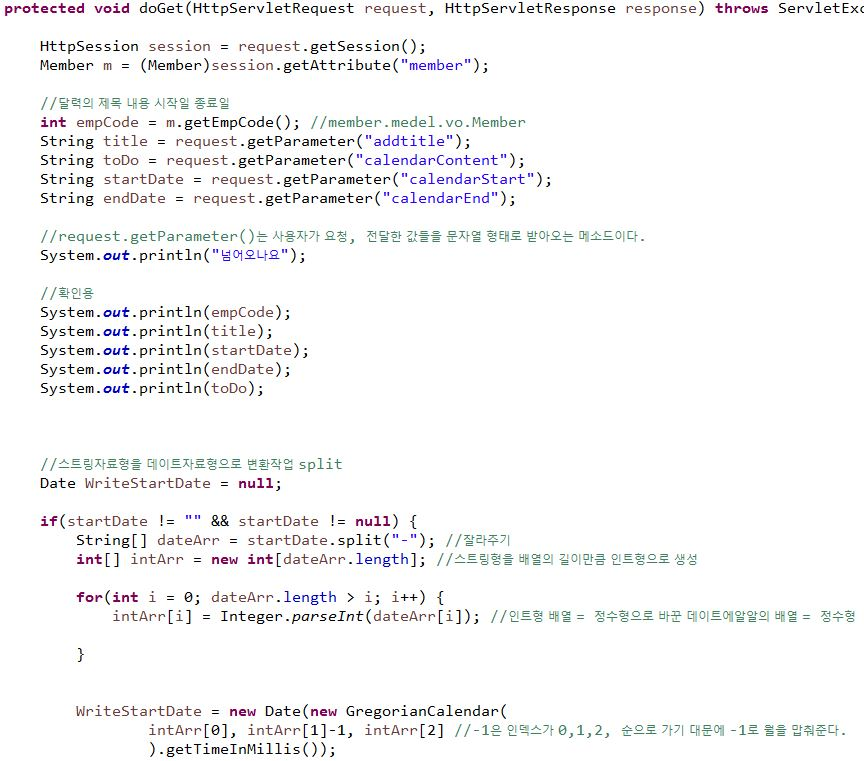 protected void doGet(HttpServletRequest request, HttpServletResponse response) throws ServletExc
HttpSession session = request.getSession();
Member m = (Member)session.getAttribute("member");
//달력의 제목 내용 시작일 종료일
int empCode = m.getEmpCode(); //member.medel.vo.Member
String title = request.getParameter("addtitle");
String toDo = request.getParameter("calendarContent");
String startDate = request.getParameter("calendarStart");
String endDate = request.getParameter("calendarEnd");
//request.getParameter()는 사용자가 요청, 전달한 값들을 문자열 형태로 받아오는 메소드이다.
System.out.println("넘어오나요");
//확인용
System.out.println(empCode);
System.out.println(title);
System.out.println(startDate);
System.out.println(endDate);
System.out.println(toDo);
//스트링자료형을 데이트자료형으로 변환작업 split
Date WriteStartDate = null;
if(startDate != "" && startDate != null) {
String[] dateArr = startDate.split("-"); //잘라주기
int[] intArr = new int[dateArr.length]; //스트링형을 배열의 길이만큼 인트형으로 생성
for(int i = 0; dateArr.length > i; i++) {
intArr[i] = Integer.parseInt(dateArr[i]); //인트형 배열 = 정수형으로 바꾼 데이트에알알의 배열 = 정수형
}
WriteStartDate = new Date(new GregorianCalendar(
intArr[0], intArr[1]-1, intArr[2] //-1은 인덱스가 0,1,2, 순으로 가기 대문에 -1로 월을 맙춰준다.
).getTimeInMillis());